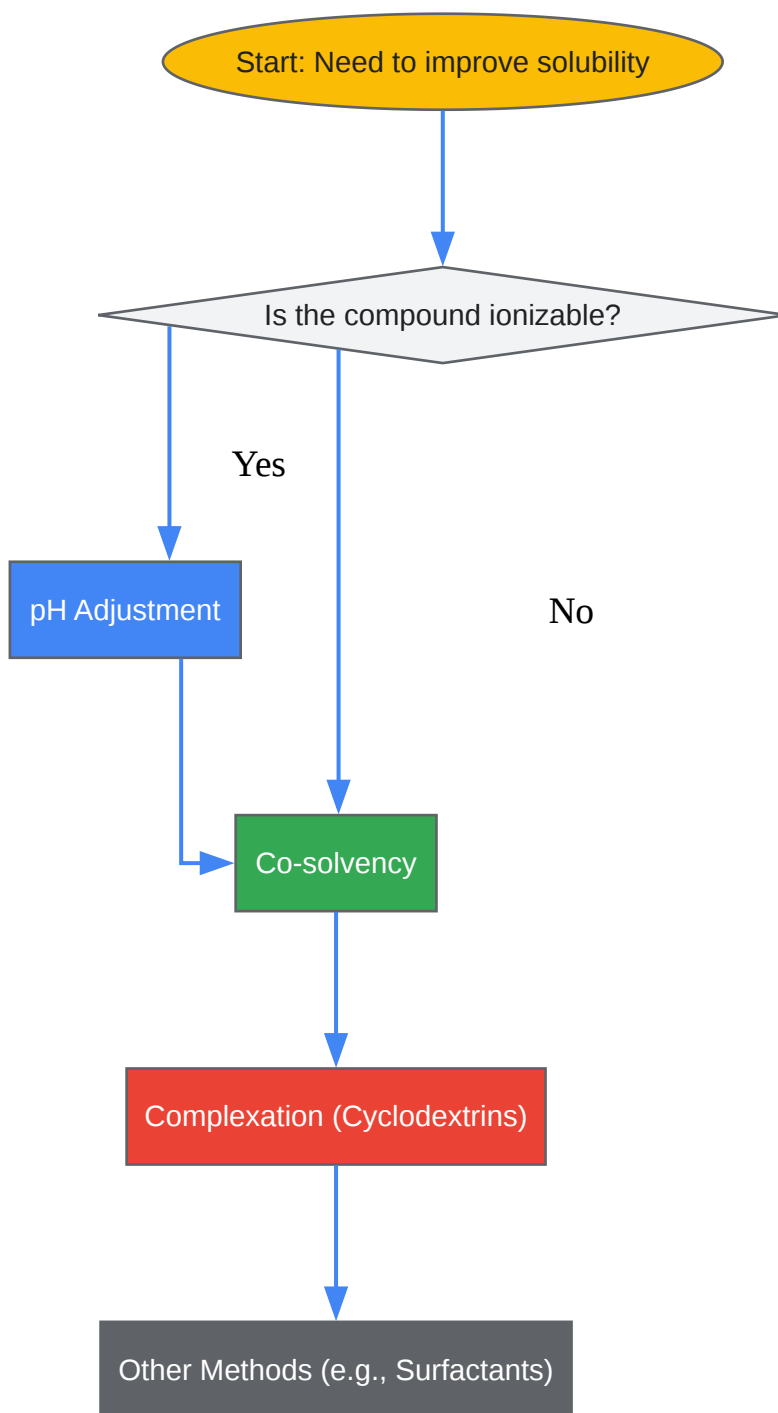 Start: Need to improve solubility
Is the compound ionizable?
Yes
pH Adjustment
No
Co-solvency
Complexation (Cyclodextrins)
Other Methods (e.g., Surfactants)